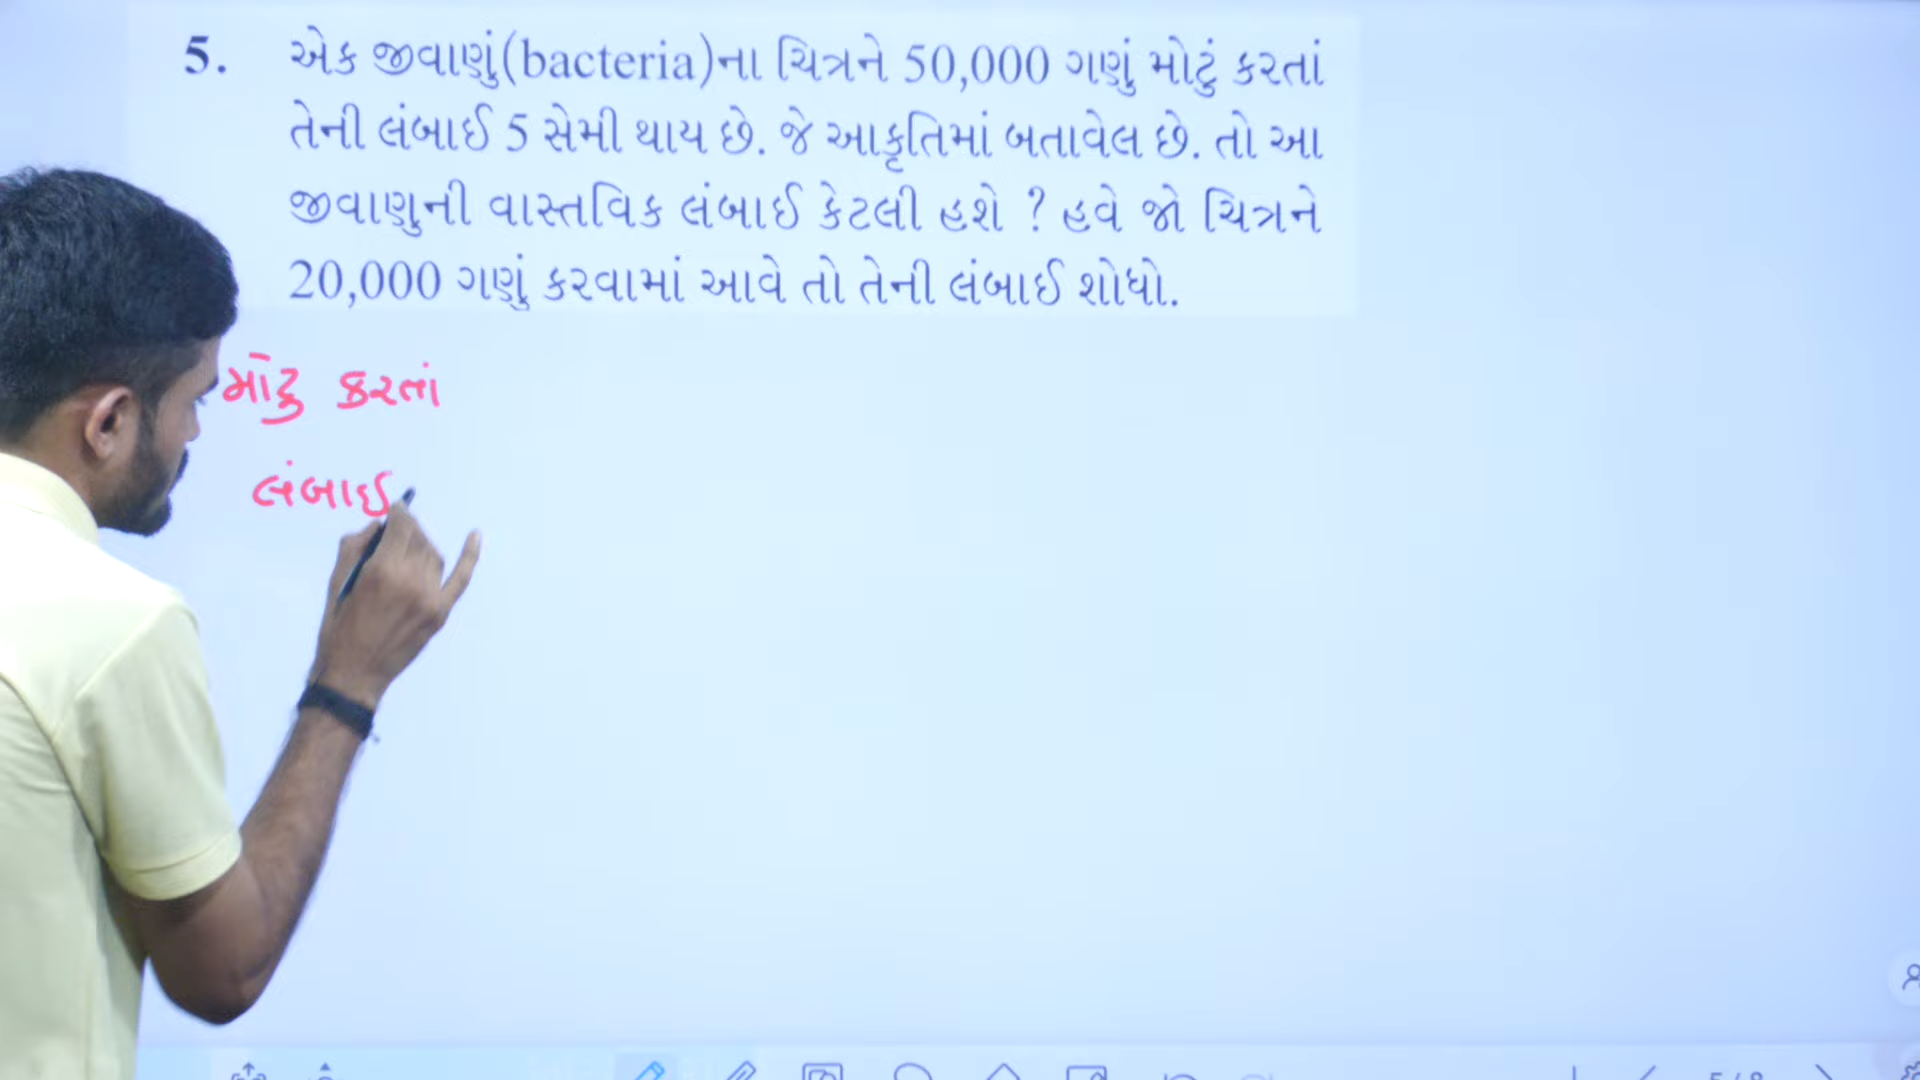 5. એક જીવાણું(bacteria)ના ચિત્રને 50,000 ગણું મોટું કરતાં
તેની લંબાઈ 5 સેમી થાય છે. જે આકૃતિમાં બતાવેલ છે. તો આ
જીવાણુની વાસ્તવિક લંબાઈ કેટલી હશે ? હવે જો ચિત્રને
20,000 ગણું કરવામાં આવે તો તેની લંબાઈ શોધો.
મોટુ કરતાં
લંબાઈ